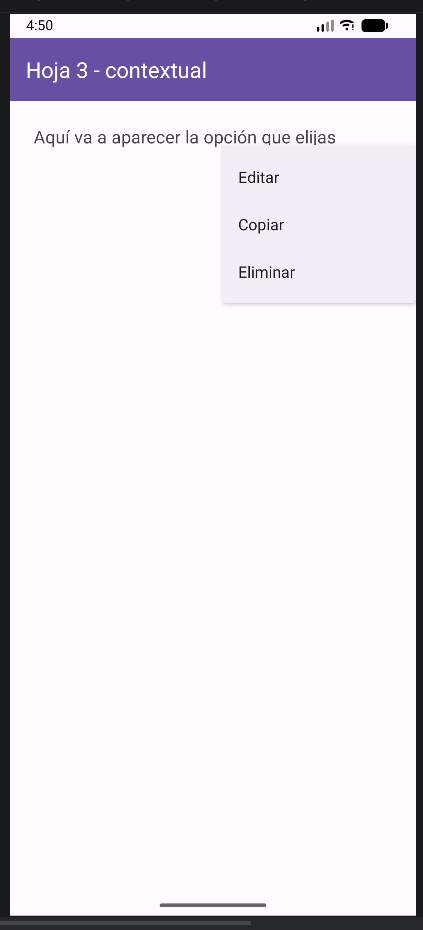 4:50
Hoja 3 - contextual
Aquí va a aparecer la opción que elijas
Editar
Copiar
Eliminar